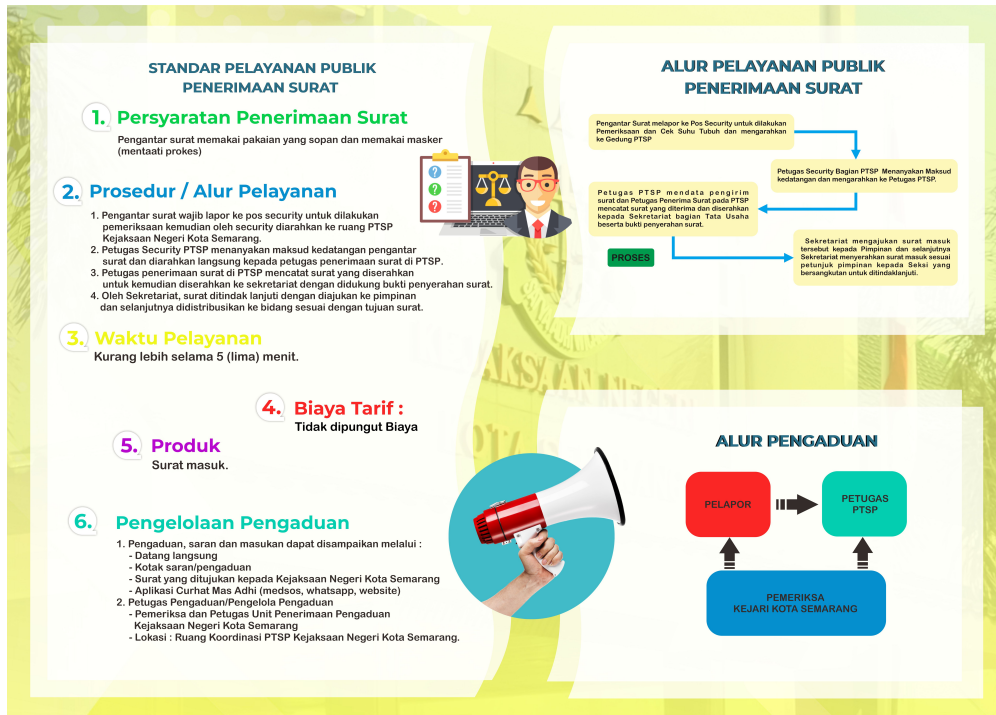 STANDAR PELAYANAN PUBLIK
PENERIMAAN SURAT
1. Persyaratan Penerimaan Surat
Pengantar surat memakai pakaian yang sopan dan memakai masker
(mentaati prokes)
2. Prosedur / Alur Pelayanan
1. Pengantar surat wajib lapor ke pos security untuk dilakukan
pemeriksaan kemudian oleh security diarahkan ke ruang PTSP
Kejaksaan Negeri Kota Semarang.
2. Petugas Security PTSP menanyakan maksud kedatangan pengantar
surat dan diarahkan langsung kepada petugas penerimaan surat di PTSP.
3. Petugas penerimaan surat di PTSP mencatat surat yang diserahkan
untuk kemudian diserahkan ke sekretariat dengan didukung bukti penyerahan surat.
4. Oleh Sekretariat, surat ditindak lanjuti dengan diajukan ke pimpinan
dan selanjutnya didistribusikan ke bidang sesuai dengan tujuan surat.
3. Waktu Pelayanan
Kurang lebih selama 5 (lima) menit.
4. Biaya Tarif :
Tidak dipungut Biaya
5. Produk
Surat masuk.
6. Pengelolaan Pengaduan
1. Pengaduan, saran dan masukan dapat disampaikan melalui :
- Datang langsung
- Kotak saran/pengaduan
- Surat yang ditujukan kepada Kejaksaan Negeri Kota Semarang
- Aplikasi Curhat Mas Adhi (medsos, whatsapp, website)
2. Petugas Pengaduan/Pengelola Pengaduan
- Pemeriksa dan Petugas Unit Penerimaan Pengaduan
Kejaksaan Negeri Kota Semarang
- Lokasi : Ruang Koordinasi PTSP Kejaksaan Negeri Kota Semarang.
ALUR PELAYANAN PUBLIK
PENERIMAAN SURAT
Pengantar Surat melapor ke Pos Security untuk dilakukan
Pemeriksaan dan Cek Suhu Tubuh dan mengarahkan
ke Gedung PTSP
Petugas Security Bagian PTSP Menanyakan Maksud
kedatangan dan mengarahkan ke Petugas PTSP.
Petugas PTSP mendata pengirim
surat dan Petugas Penerima Surat pada PTSP
mencatat surat yang diterima dan diserahkan
kepada Sekretariat bagian Tata Usaha
beserta bukti penyerahan surat.
PROSES
Sekretariat mengajukan surat masuk
tersebut kepada Pimpinan dan selanjutnya
Sekretariat menyerahkan surat masuk sesuai
petunjuk pimpinan kepada Seksi yang
bersangkutan untuk ditindaklanjuti.
ALUR PENGADUAN
PELAPOR
PETUGAS
PTSP
PEMERIKSA
KEJARI KOTA SEMARANG